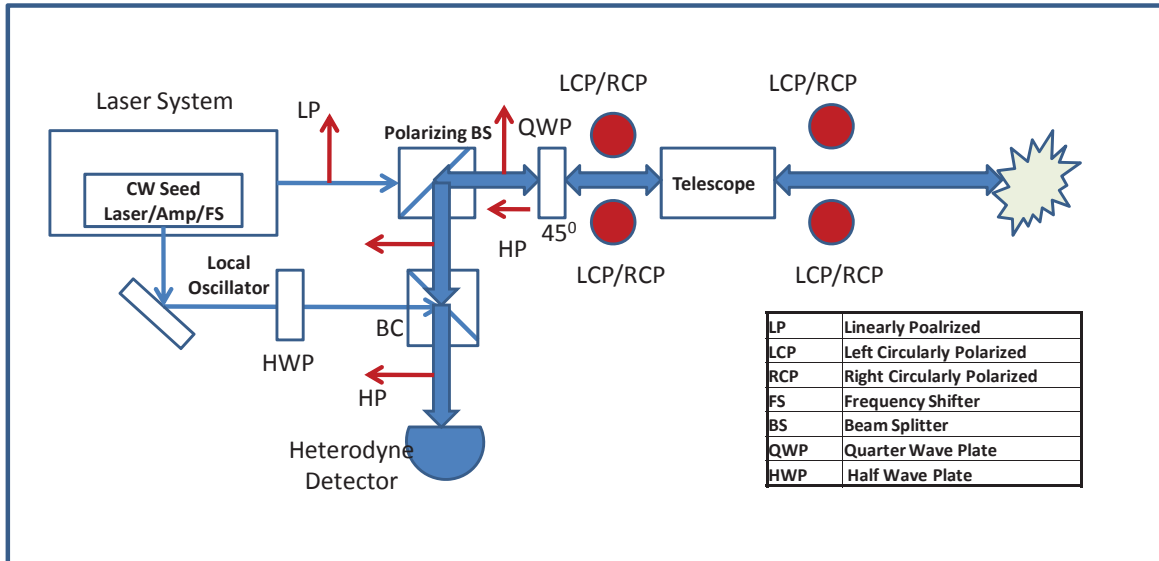 Laser System
LP
Polarizing BS
QWP
LCP/RCP
LCP/RCP
CW Seed
Laser/Amp/FS
Telescope
HP
45⁰
LCP/RCP
LCP/RCP
Local
Oscillator
BC
HWP
HP
Heterodyne
Detector
LP Linearly Poalrized
LCP Left Circularly Polarized
RCP Right Circularly Polarized
FS Frequency Shifter
BS Beam Splitter
QWP Quarter Wave Plate
HWP Half Wave Plate